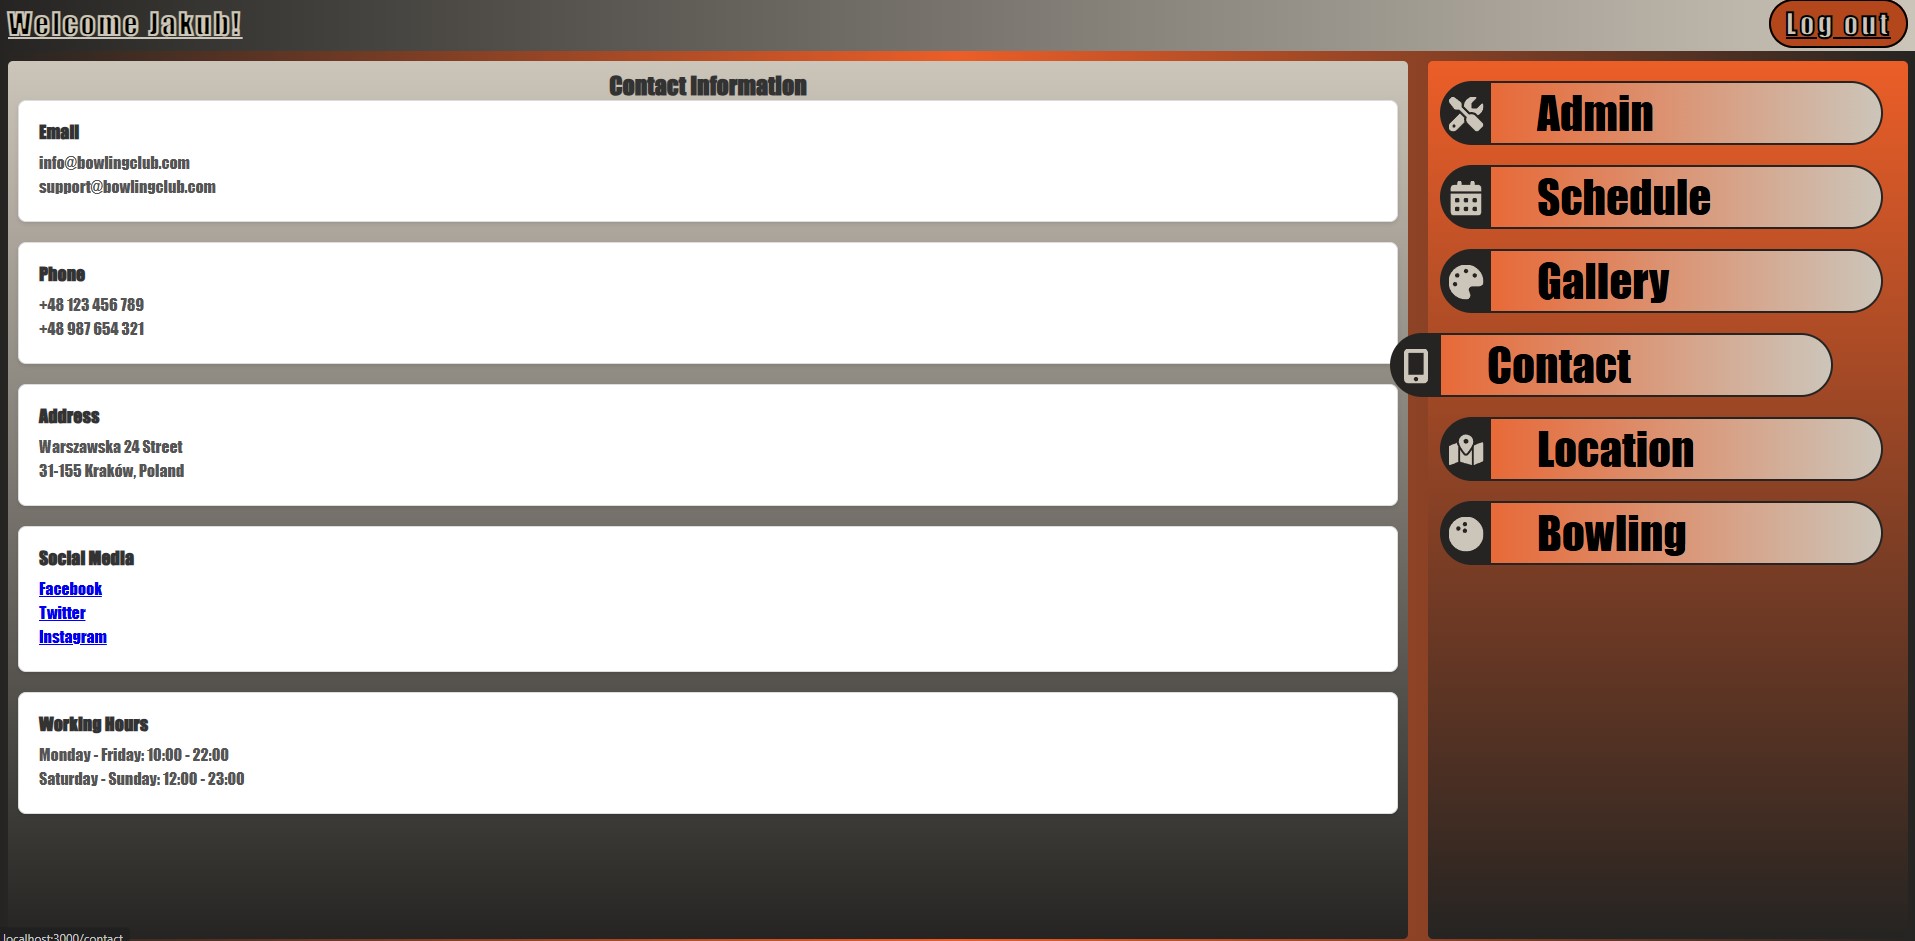 Welcome Jakub!
Log out
Contact Information
Email
info@bowlingclub.com
support@bowlingclub.com
Phone
+48 123 456 789
+48 987 654 321
Address
Warszawska 24 Street
31-155 Kraków, Poland
Social Media
Facebook
Twitter
Instagram
Working Hours
Monday - Friday: 10:00 - 22:00
Saturday - Sunday: 12:00 - 23:00
Admin
Schedule
Gallery
Contact
Location
Bowling
localhost:3000/contact